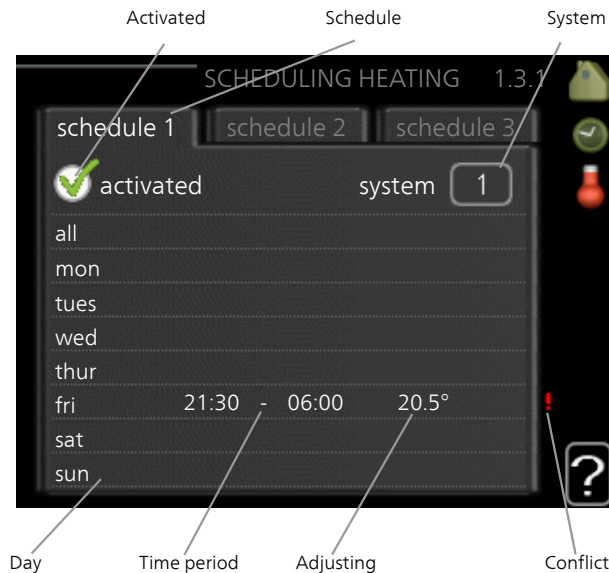 Activated Schedule System
SCHEDULING HEATING 1.3.1
schedule 1 schedule 2 schedule 3
activated system 1
all
mon
tues
wed
thur
fri 21:30 - 06:00 20.5° !
sat
sun
?
Day Time period Adjusting Conflict